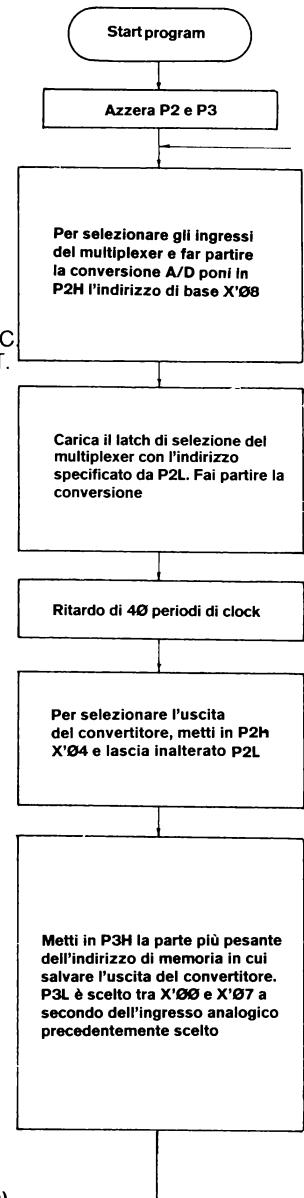 Start program
Azzera P2 e P3
Per selezionare gli ingressi
del multiplexer e far partire
la conversione A/D poni in
P2H l'indirizzo di base X'Ø8
C.
T.
Carica il latch di selezione del
multiplexer con l'indirizzo
specificato da P2L. Fai partire la
conversione
Ritardo di 4Ø periodi di clock
Per selezionare l'uscita
del convertitore, metti in P2h
X'Ø4 e lascia inalterato P2L
Metti in P3H la parte più pesante
dell'indirizzo di memoria in cui
salvare l'uscita del convertitore.
P3L è scelto tra X'ØØ e X'Ø7 a
secondo dell'ingresso analogico
precedentemente scelto